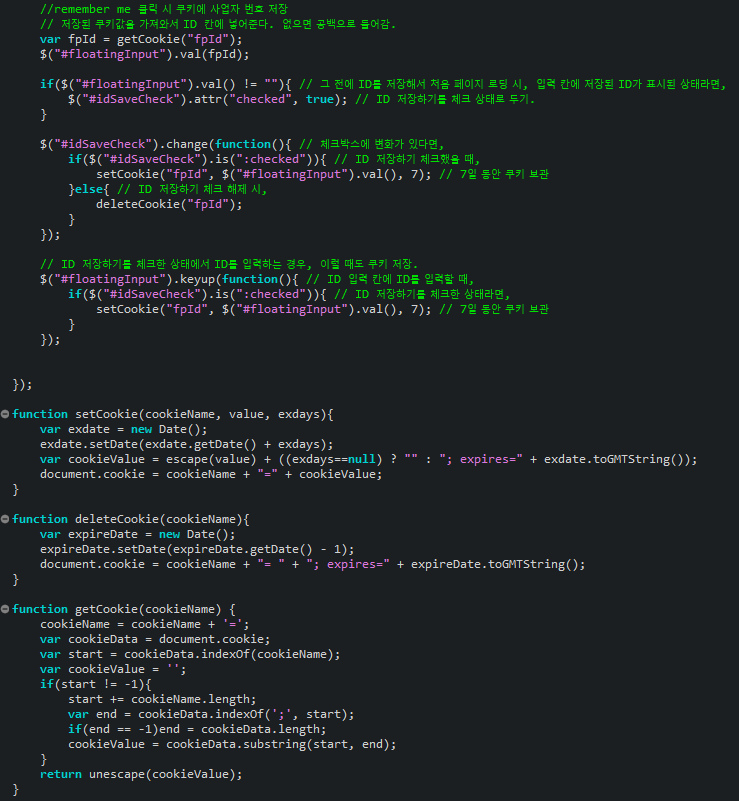 //remember me 클릭 시 쿠키에 사업자 번호 저장
// 저장된 쿠키값을 가져와서 ID 칸에 넣어준다. 없으면 공백으로 들어감.
var fpId = getCookie("fpId");
$("#floatingInput").val(fpId);
if($("#floatingInput").val() != ""){ // 그 전에 ID를 저장해서 처음 페이지 로딩 시, 입력 칸에 저장된 ID가 표시된 상태라면,
$("#idSaveCheck").attr("checked", true); // ID 저장하기를 체크 상태로 두기.
}
$("#idSaveCheck").change(function(){ // 체크박스에 변화가 있다면,
if($("#idSaveCheck").is(":checked")){ // ID 저장하기 체크했을 때,
setCookie("fpId", $("#floatingInput").val(), 7); // 7일 동안 쿠키 보관
}else{ // ID 저장하기 체크 해제 시,
deleteCookie("fpId");
}
});
// ID 저장하기를 체크한 상태에서 ID를 입력하는 경우, 이럴 때도 쿠키 저장.
$("#floatingInput").keyup(function(){ // ID 입력 칸에 ID를 입력할 때,
if($("#idSaveCheck").is(":checked")){ // ID 저장하기를 체크한 상태라면,
setCookie("fpId", $("#floatingInput").val(), 7); // 7일 동안 쿠키 보관
}
});
});
function setCookie(cookieName, value, exdays){
var exdate = new Date();
exdate.setDate(exdate.getDate() + exdays);
var cookieValue = escape(value) + ((exdays==null) ? "" : "; expires=" + exdate.toGMTString());
document.cookie = cookieName + "=" + cookieValue;
}
function deleteCookie(cookieName){
var expireDate = new Date();
expireDate.setDate(expireDate.getDate() - 1);
document.cookie = cookieName + "= " + "; expires=" + expireDate.toGMTString();
}
function getCookie(cookieName) {
cookieName = cookieName + '=';
var cookieData = document.cookie;
var start = cookieData.indexOf(cookieName);
var cookieValue = '';
if(start != -1){
start += cookieName.length;
var end = cookieData.indexOf(';', start);
if(end == -1)end = cookieData.length;
cookieValue = cookieData.substring(start, end);
}
return unescape(cookieValue);
}